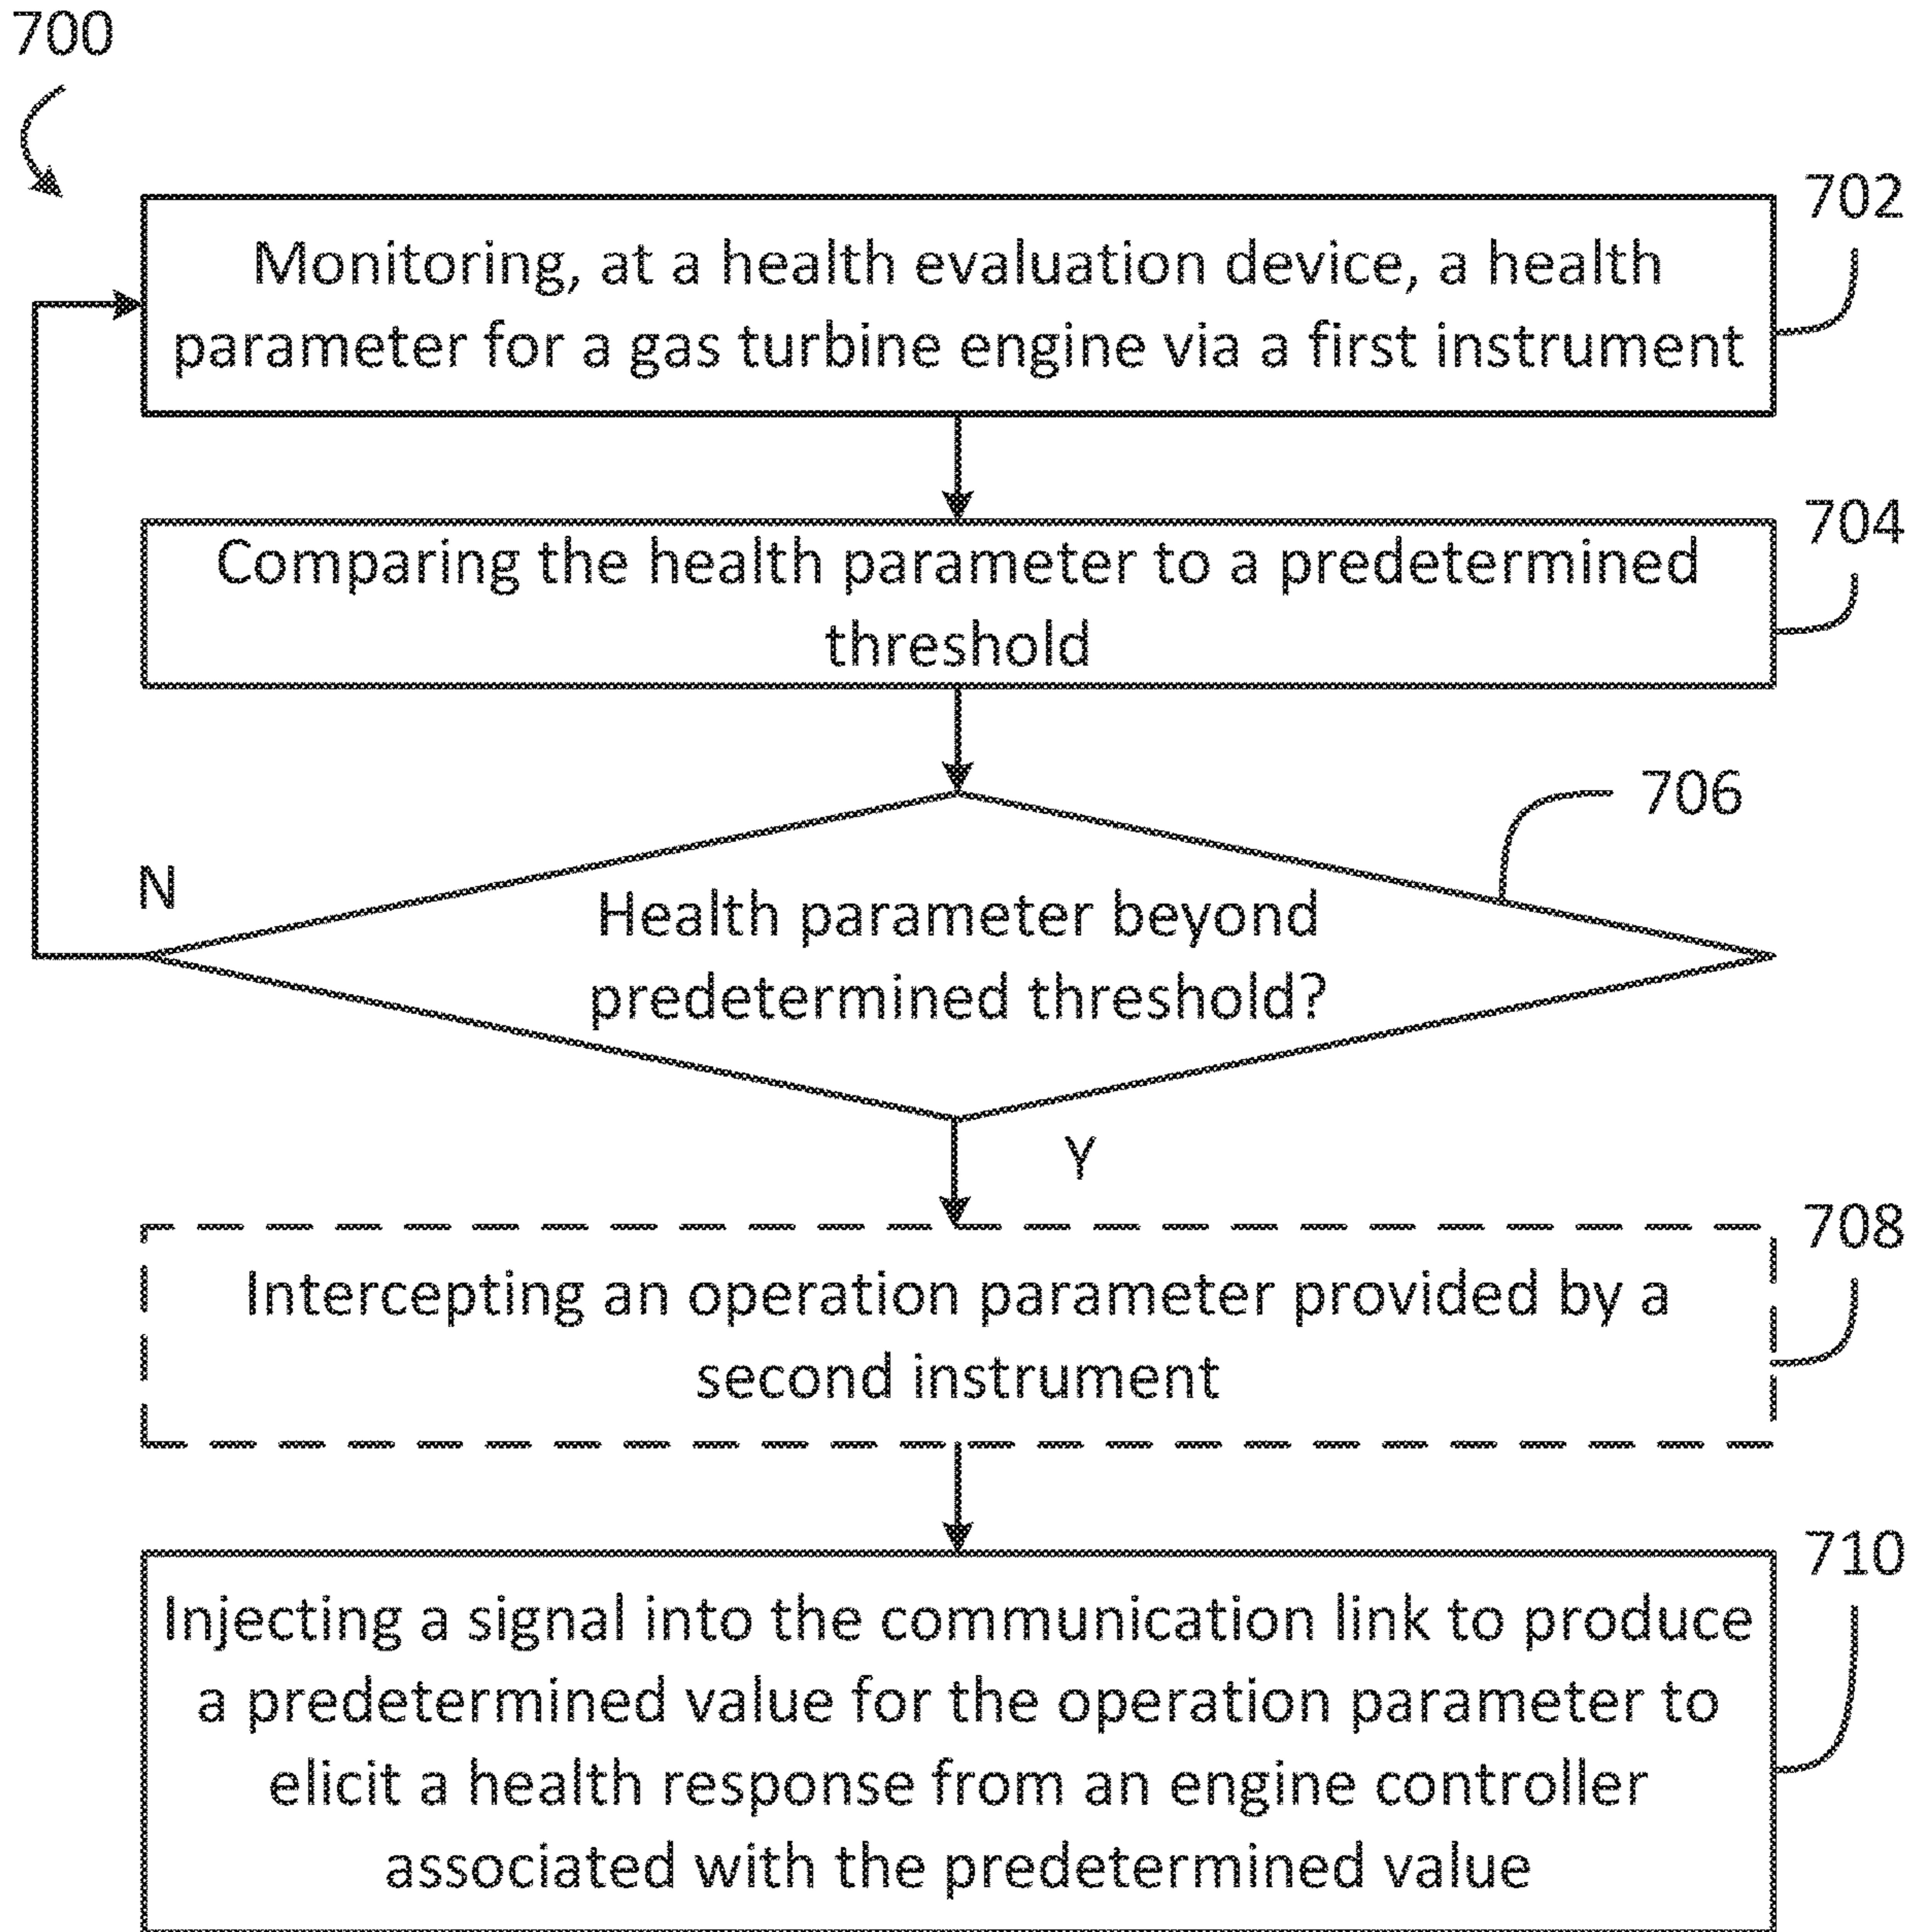 700
702
Monitoring, at a health evaluation device, a health
parameter for a gas turbine engine via a first instrument
704
Comparing the health parameter to a predetermined
threshold
706
N
Health parameter beyond
predetermined threshold?
Y
708
Intercepting an operation parameter provided by a
second instrument
710
Injecting a signal into the communication link to produce
a predetermined value for the operation parameter to
elicit a health response from an engine controller
associated with the predetermined value